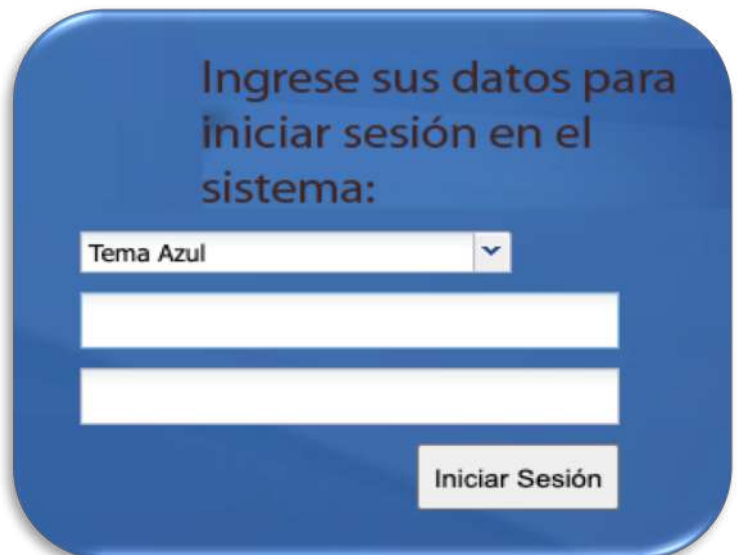 Ingrese sus datos para
iniciar sesión en el
sistema:
Tema Azul
Iniciar Sesión